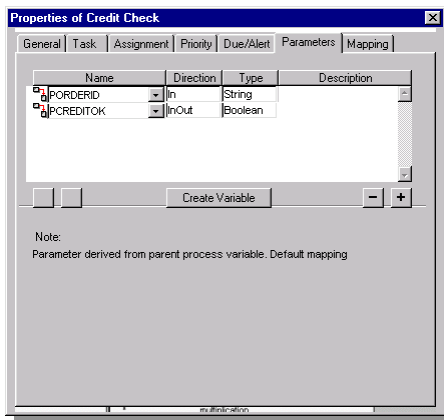 Properties of Credit Check
General Task Assignment Priority Due/Alert Parameters Mapping
Name Direction Type Description
PORDERID In String
PCREDITOK InOut Boolean
Create Variable − +
Note:
Parameter derived from parent process variable. Default mapping
multiplication